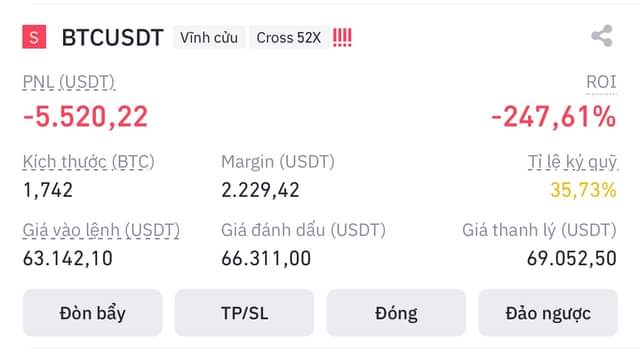 S BTCUSDT Vĩnh cửu Cross 52X !!!!
PNL (USDT) ROI
-5.520,22 -247,61%
Kích thước (BTC) Margin (USDT) Tỉ lệ ký quỹ
1,742 2.229,42 35,73%
Giá vào lệnh (USDT) Giá đánh dấu (USDT) Giá thanh lý (USDT)
63.142,10 66.311,00 69.052,50
Đòn bẩy TP/SL Đóng Đảo ngược